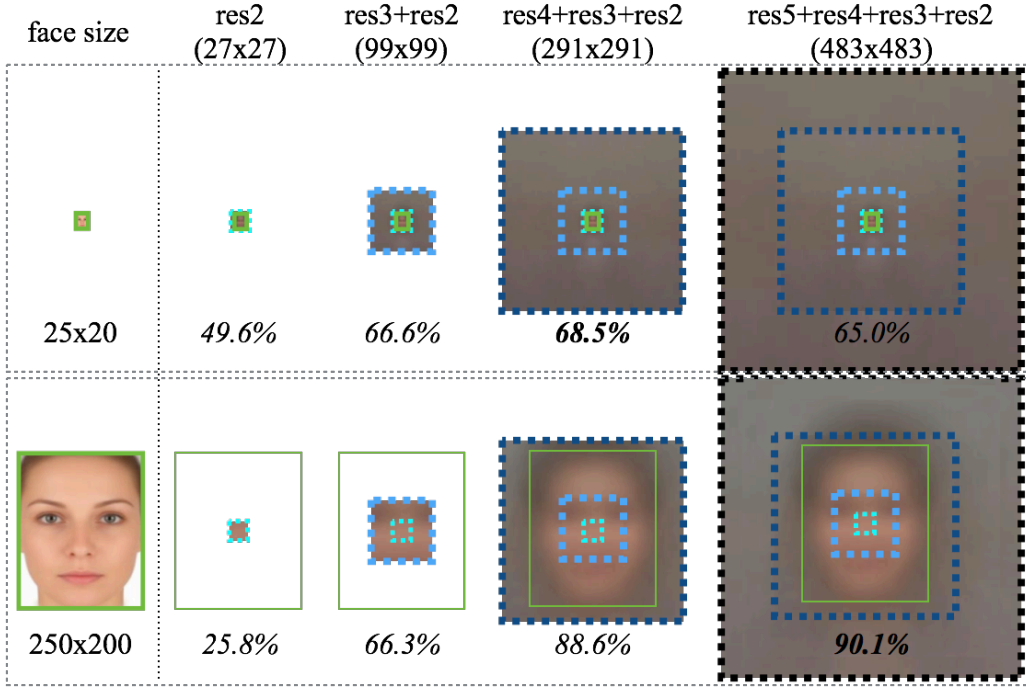 face size
res2
(27x27)
res3+res2
(99x99)
res4+res3+res2
(291x291)
res5+res4+res3+res2
(483x483)
25x20
49.6%
66.6%
68.5%
65.0%
250x200
25.8%
66.3%
88.6%
90.1%